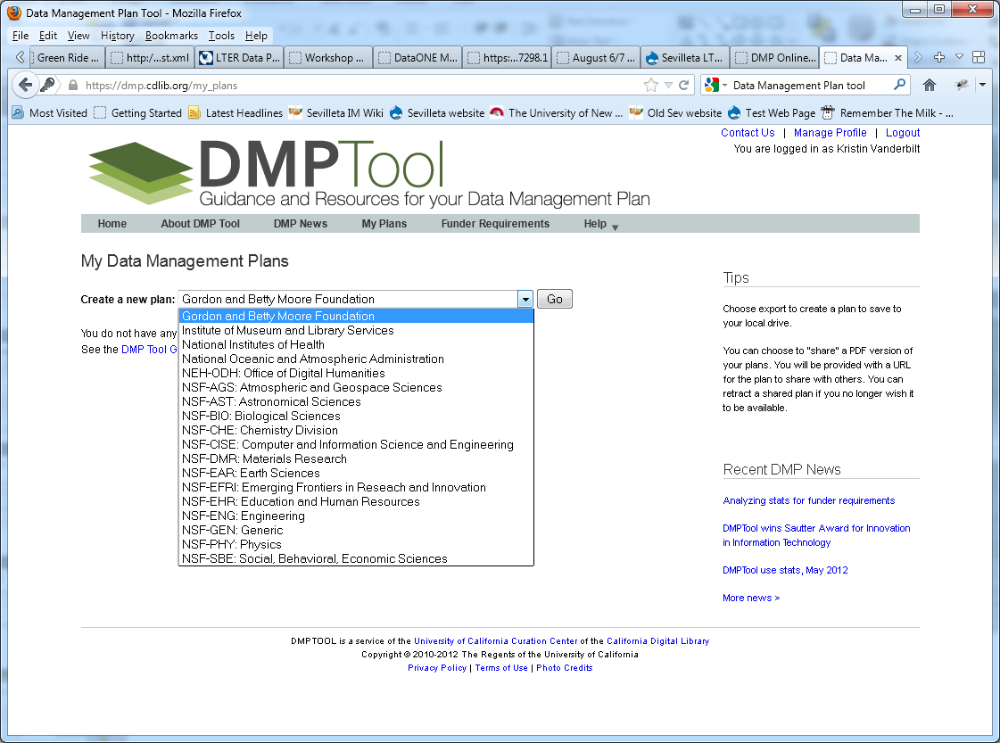 Data Management Plan Tool - Mozilla Firefox
File Edit View History Bookmarks Tools Help
Green Ride ... http:/...st.xml LTER Data P... Workshop ... DataONE M... https:...7298.1 August 6/7 ... Sevilleta LT... DMP Online... Data Ma...
https://dmp.cdlib.org/my_plans Data Management Plan tool
Most Visited Getting Started Latest Headlines Sevilleta IM Wiki Sevilleta website The University of New ... Old Sev website Test Web Page Remember The Milk - ...
Contact Us | Manage Profile | Logout
You are logged in as Kristin Vanderbilt
DMPTool
Guidance and Resources for your Data Management Plan
Home About DMP Tool DMP News My Plans Funder Requirements Help
My Data Management Plans
Create a new plan: Gordon and Betty Moore Foundation Go
Gordon and Betty Moore Foundation
Institute of Museum and Library Services
National Institutes of Health
National Oceanic and Atmospheric Administration
NEH-ODH: Office of Digital Humanities
NSF-AGS: Atmospheric and Geospace Sciences
NSF-AST: Astronomical Sciences
NSF-BIO: Biological Sciences
NSF-CHE: Chemistry Division
NSF-CISE: Computer and Information Science and Engineering
NSF-DMR: Materials Research
NSF-EAR: Earth Sciences
NSF-EFRI: Emerging Frontiers in Reseach and Innovation
NSF-EHR: Education and Human Resources
NSF-ENG: Engineering
NSF-GEN: Generic
NSF-PHY: Physics
NSF-SBE: Social, Behavioral, Economic Sciences
You do not have any
See the DMP Tool G
Tips
Choose export to create a plan to save to
your local drive.
You can choose to "share" a PDF version of
your plans. You will be provided with a URL
for the plan to share with others. You can
retract a shared plan if you no longer wish it
to be available.
Recent DMP News
Analyzing stats for funder requirements
DMPTool wins Sautter Award for Innovation
in Information Technology
DMPTool use stats, May 2012
More news >
DMPTOOL is a service of the University of California Curation Center of the California Digital Library
Copyright © 2010-2012 The Regents of the University of California
Privacy Policy | Terms of Use | Photo Credits